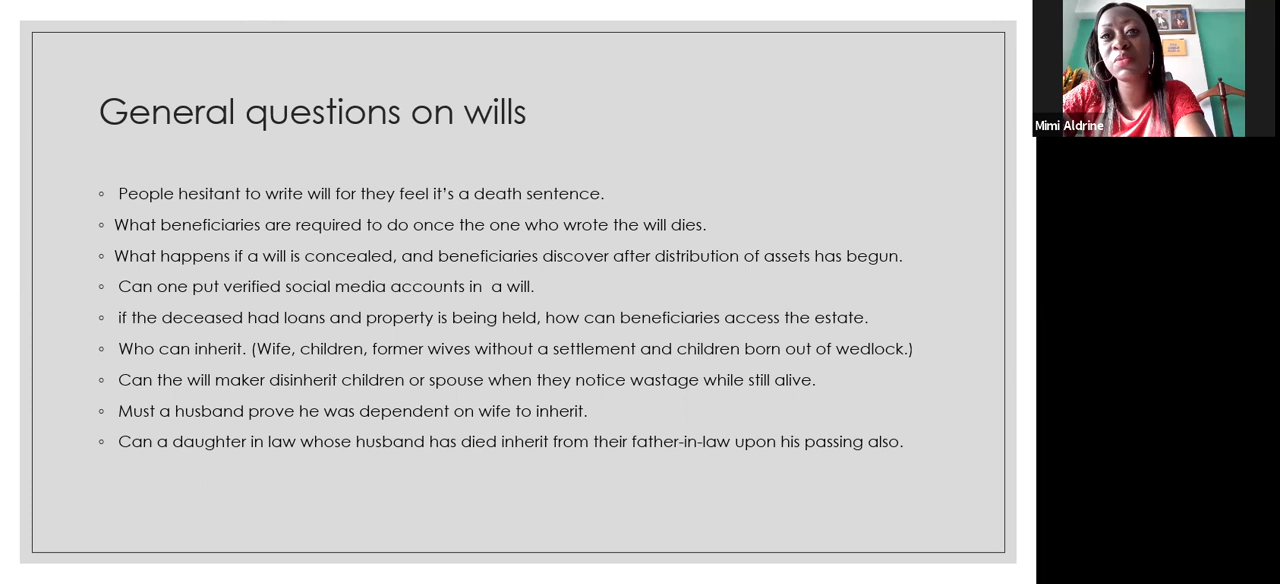 General questions on wills
◦ People hesitant to write will for they feel it’s a death sentence.
◦ What beneficiaries are required to do once the one who wrote the will dies.
◦ What happens if a will is concealed, and beneficiaries discover after distribution of assets has begun.
◦ Can one put verified social media accounts in  a will.
◦ if the deceased had loans and property is being held, how can beneficiaries access the estate.
◦ Who can inherit. (Wife, children, former wives without a settlement and children born out of wedlock.)
◦ Can the will maker disinherit children or spouse when they notice wastage while still alive.
◦ Must a husband prove he was dependent on wife to inherit.
◦ Can a daughter in law whose husband has died inherit from their father-in-law upon his passing also.
Mimi Aldrine